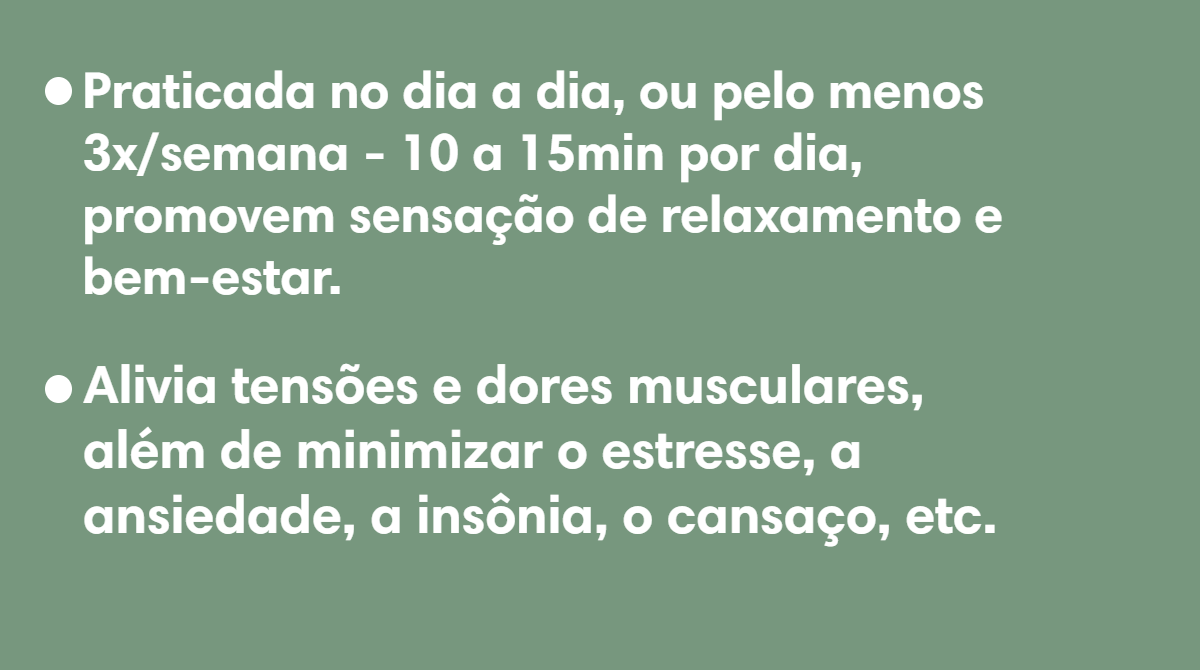 ● Praticada no dia a dia, ou pelo menos
3x/semana - 10 a 15min por dia,
promovem sensação de relaxamento e
bem-estar.
● Alivia tensões e dores musculares,
além de minimizar o estresse, a
ansiedade, a insônia, o cansaço, etc.